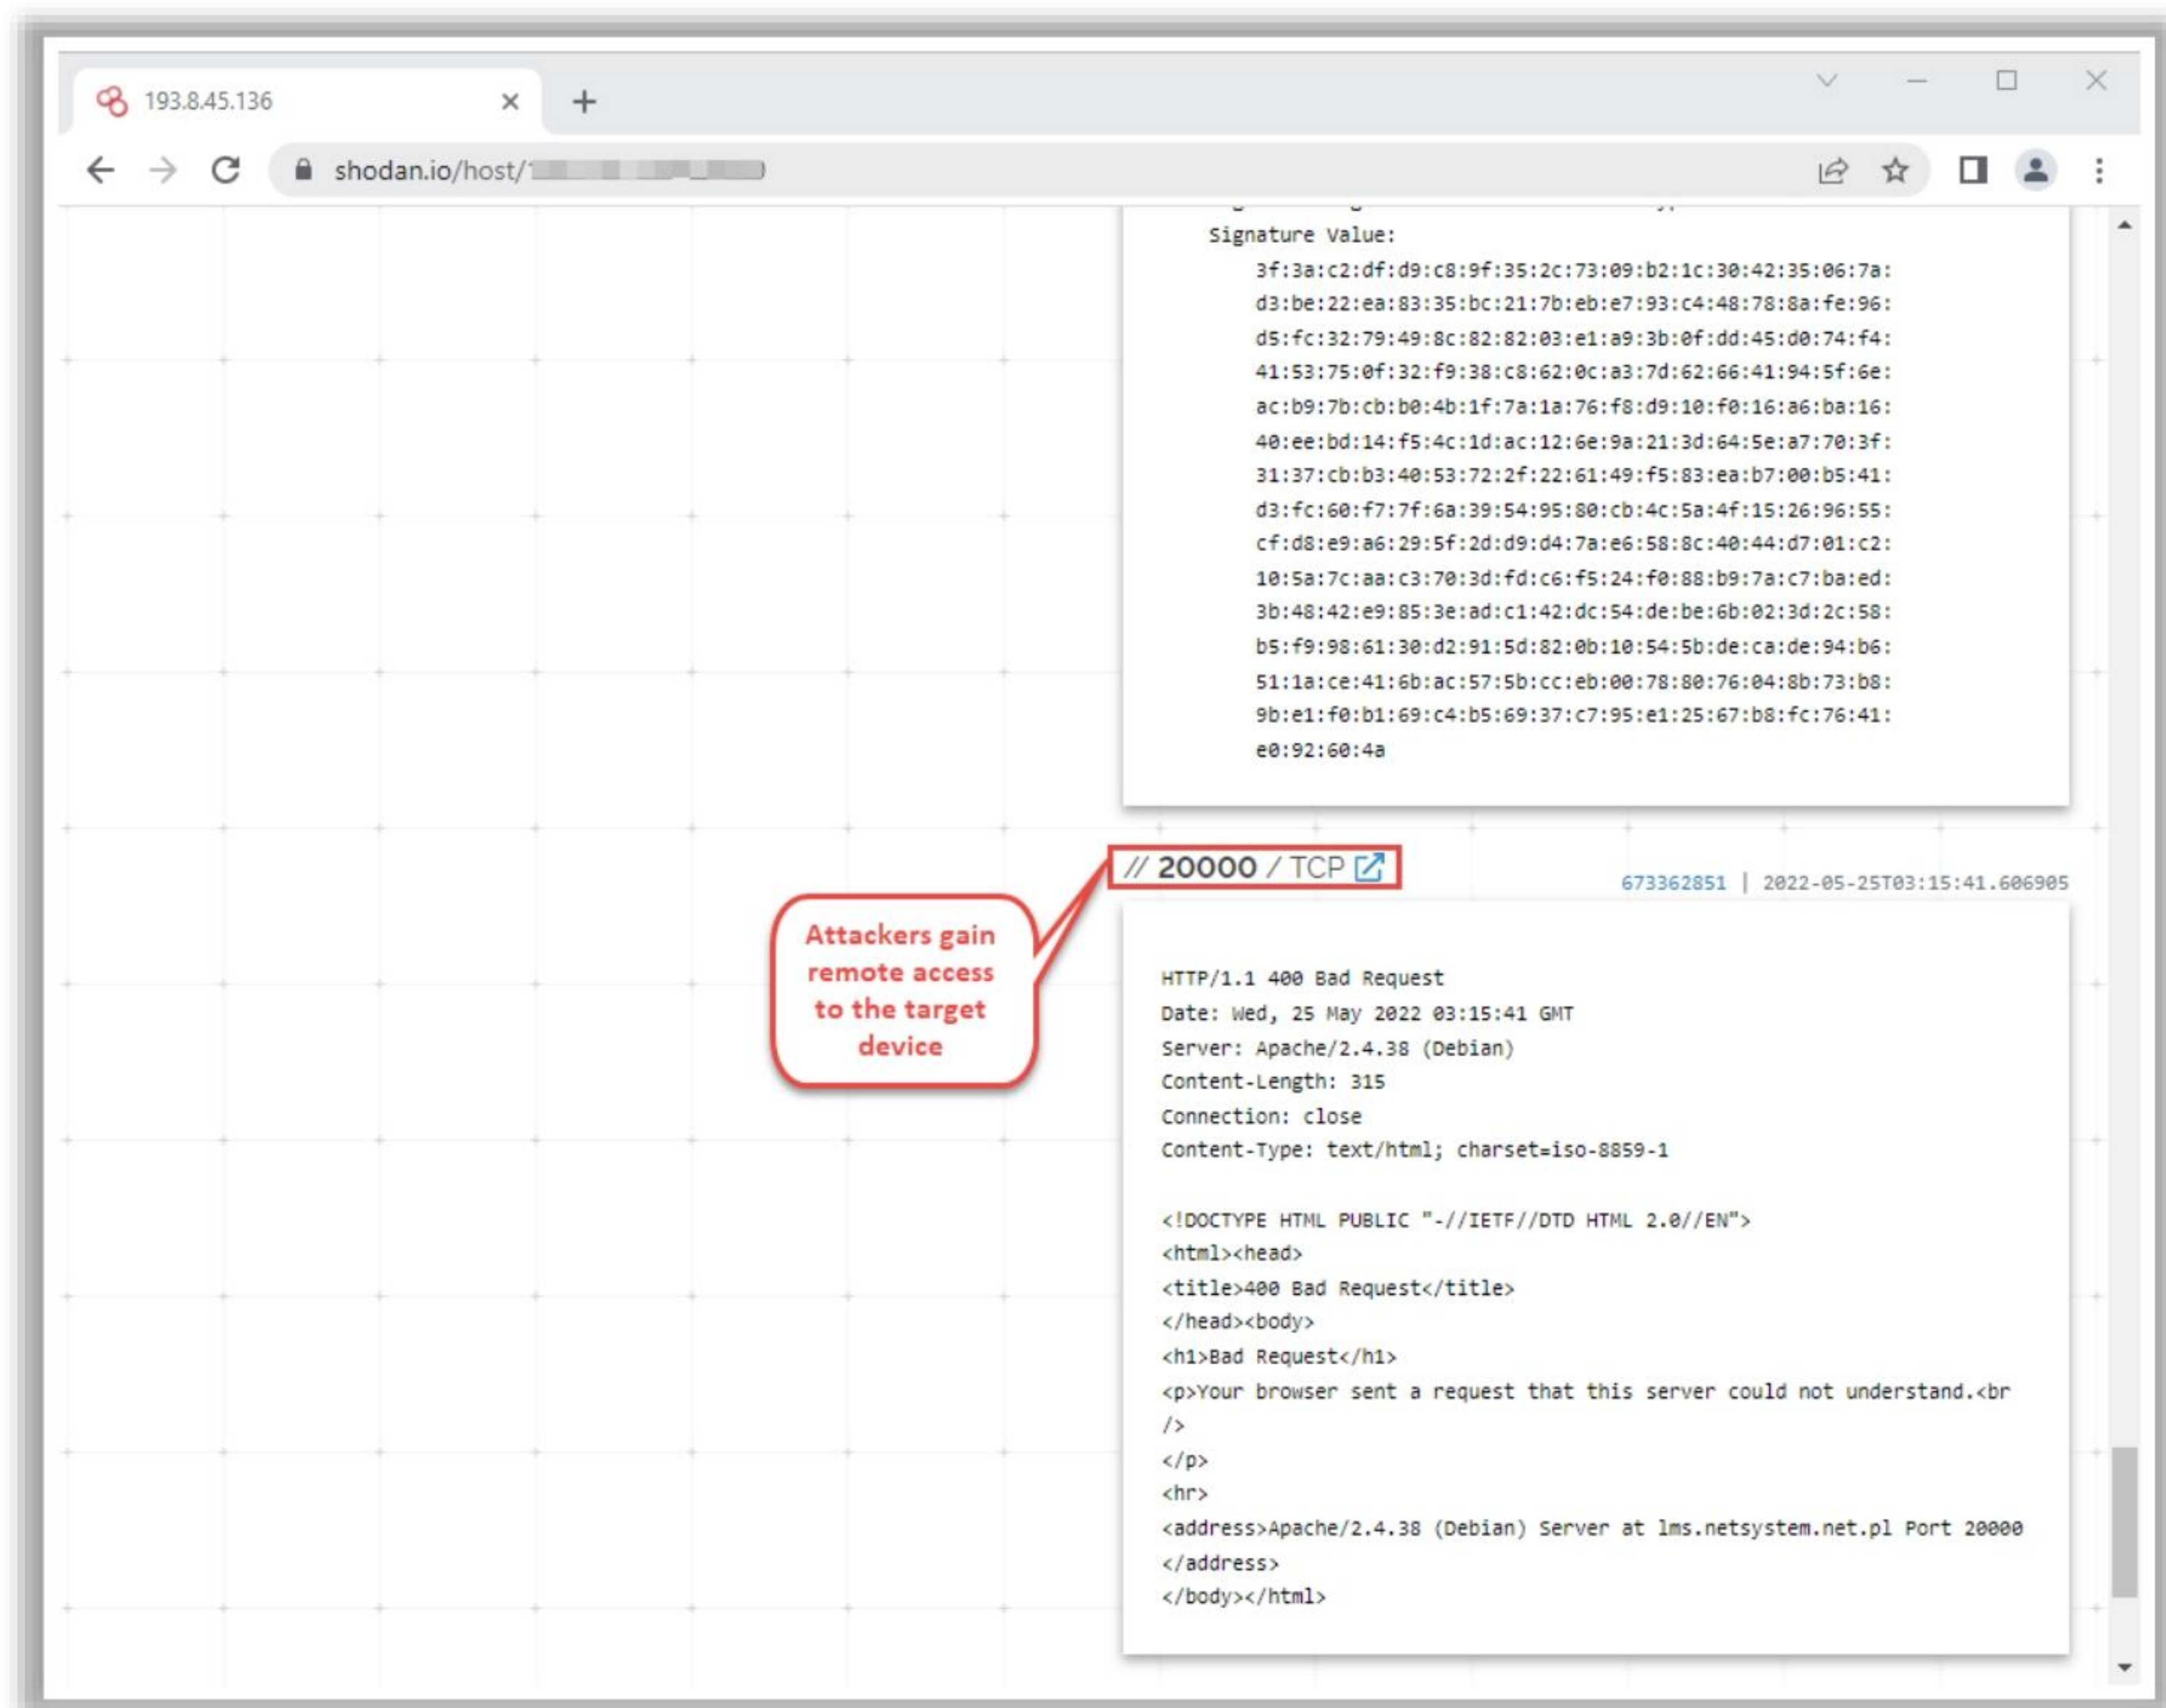 193.8.45.136
shodan.io/host/
Signature Value:
3f:3a:c2:df:d9:c8:9f:35:2c:73:09:b2:1c:30:42:35:06:7a:
d3:be:22:ea:83:35:bc:21:7b:eb:e7:93:c4:48:78:8a:fe:96:
d5:fc:32:79:49:8c:82:82:03:e1:a9:3b:0f:dd:45:d0:74:f4:
41:53:75:0f:32:f9:38:c8:62:0c:a3:7d:62:66:41:94:5f:6e:
ac:b9:7b:cb:b0:4b:1f:7a:1a:76:f8:d9:10:f0:16:a6:ba:16:
40:ee:bd:14:f5:4c:1d:ac:12:6e:9a:21:3d:64:5e:a7:70:3f:
31:37:cb:b3:40:53:72:2f:22:61:49:f5:83:ea:b7:00:b5:41:
d3:fc:60:f7:7f:6a:39:54:95:80:cb:4c:5a:4f:15:26:96:55:
cf:d8:e9:a6:29:5f:2d:d9:d4:7a:e6:58:8c:40:44:d7:01:c2:
10:5a:7c:aa:c3:70:3d:fd:c6:f5:24:f0:88:b9:7a:c7:ba:ed:
3b:48:42:e9:85:3e:ad:c1:42:dc:54:de:be:6b:02:3d:2c:58:
b5:f9:98:61:30:d2:91:5d:82:0b:10:54:5b:de:ca:de:94:b6:
51:1a:ce:41:6b:ac:57:5b:cc:eb:00:78:80:76:04:8b:73:b8:
9b:e1:f0:b1:69:c4:b5:69:37:c7:95:e1:25:67:b8:fc:76:41:
e0:92:60:4a
// 20000 / TCP
673362851 | 2022-05-25T03:15:41.606905
Attackers gain
remote access
to the target
device
HTTP/1.1 400 Bad Request
Date: Wed, 25 May 2022 03:15:41 GMT
Server: Apache/2.4.38 (Debian)
Content-Length: 315
Connection: close
Content-Type: text/html; charset=iso-8859-1
<!DOCTYPE HTML PUBLIC "-//IETF//DTD HTML 2.0//EN">
<html><head>
<title>400 Bad Request</title>
</head><body>
<h1>Bad Request</h1>
<p>Your browser sent a request that this server could not understand.<br
/>
</p>
<hr>
<address>Apache/2.4.38 (Debian) Server at lms.netsystem.net.pl Port 20000
</address>
</body></html>